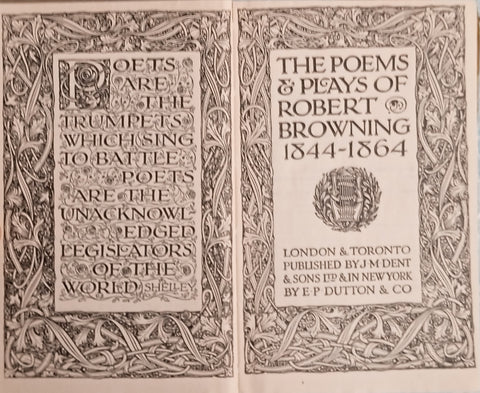 POETS
ARE
THE
TRUMPETS
WHICH SING
TO BATTLE
POETS
ARE THE
UNACKNOWL
EDGED
LEGISLATORS
OF THE
WORLD SHELLEY
THE POEMS
& PLAYS OF
ROBERT
BROWNING
1844-1864
LONDON & TORONTO
PUBLISHED BY J·M·DENT
& SONS LTD & IN NEW YORK
BY E·P DUTTON & CO